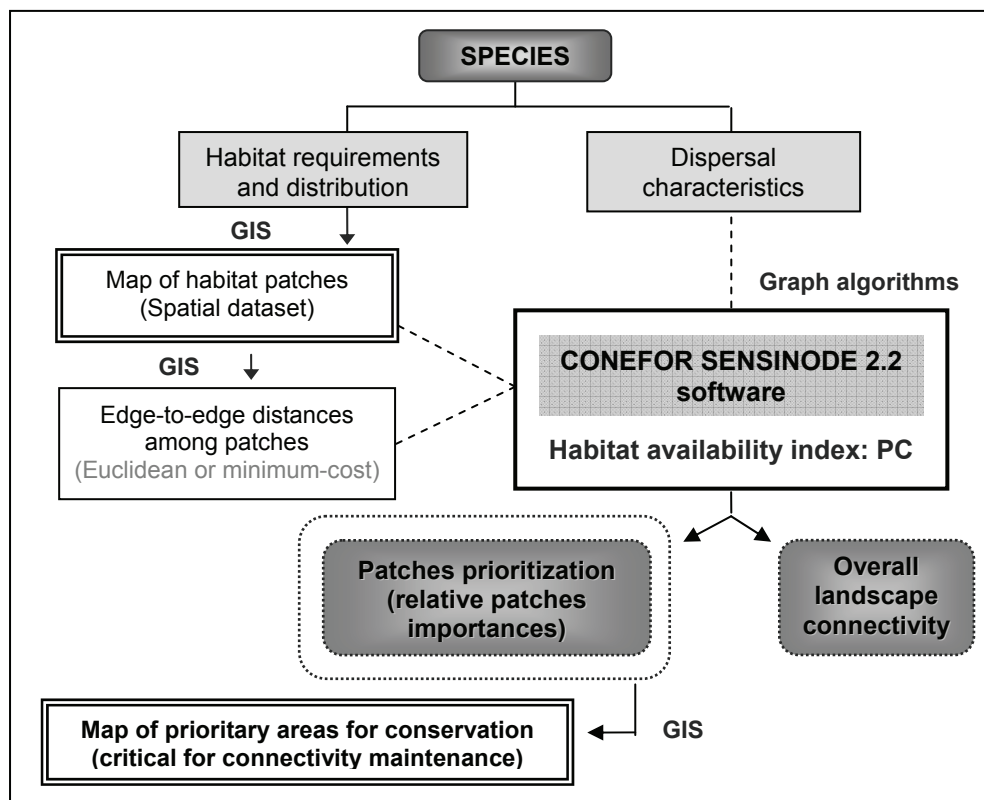 SPECIES
Habitat requirements
and distribution
Dispersal
characteristics
GIS
Map of habitat patches
(Spatial dataset)
Graph algorithms
GIS
CONEFOR SENSINODE 2.2
software
Edge-to-edge distances
among patches
(Euclidean or minimum-cost)
Habitat availability index: PC
Patches prioritization
(relative patches
importances)
Overall
landscape
connectivity
Map of prioritary areas for conservation
(critical for connectivity maintenance)
GIS